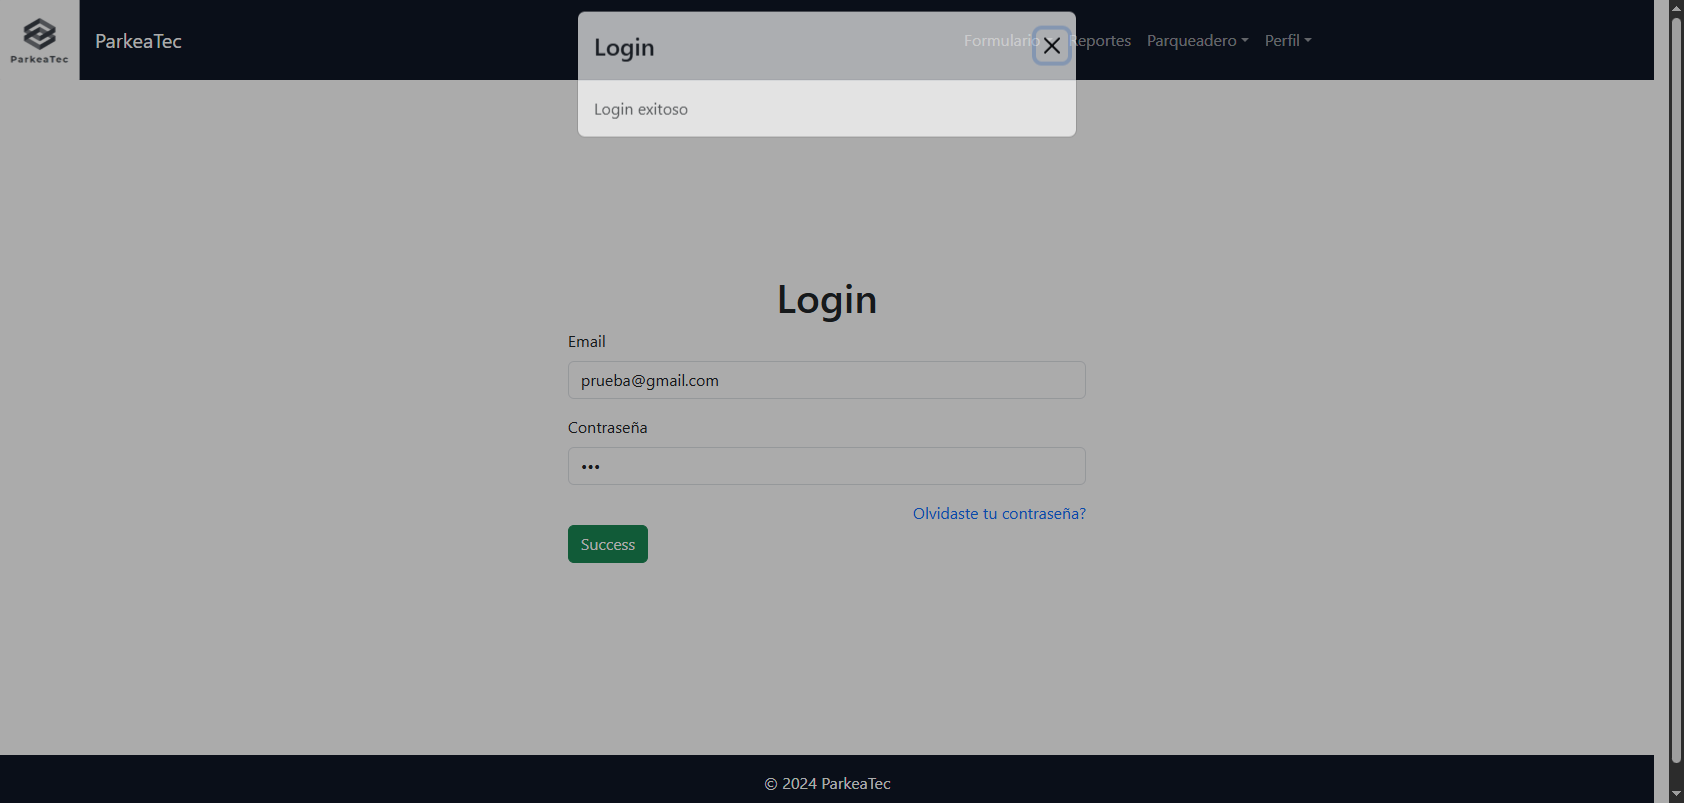 ParkeaTec
ParkeaTec
Formulario
Reportes
Parqueadero
Perfil
Login
Login exitoso
Login
Email
prueba@gmail.com
Contraseña
•••
Olvidaste tu contraseña?
Success
© 2024 ParkeaTec